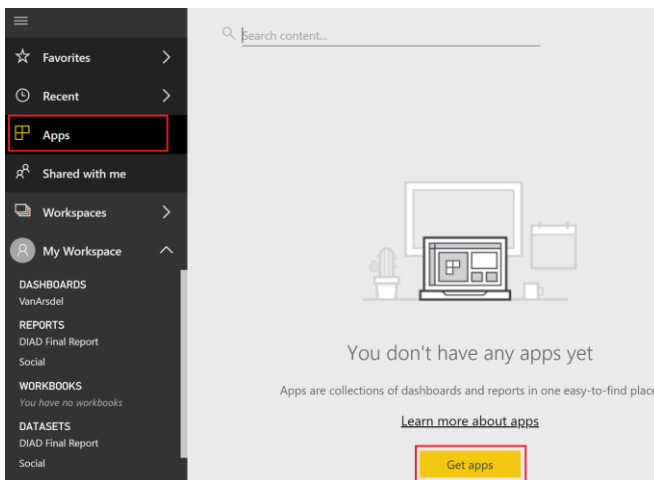 Favorites
Recent
Apps
Shared with me
Workspaces
My Workspace
DASHBOARDS
VanArsdel
REPORTS
DIAD Final Report
Social
WORKBOOKS
You have no workbooks
DATASETS
DIAD Final Report
Social
Search content...
You don't have any apps yet
Apps are collections of dashboards and reports in one easy-to-find place
Learn more about apps
Get apps